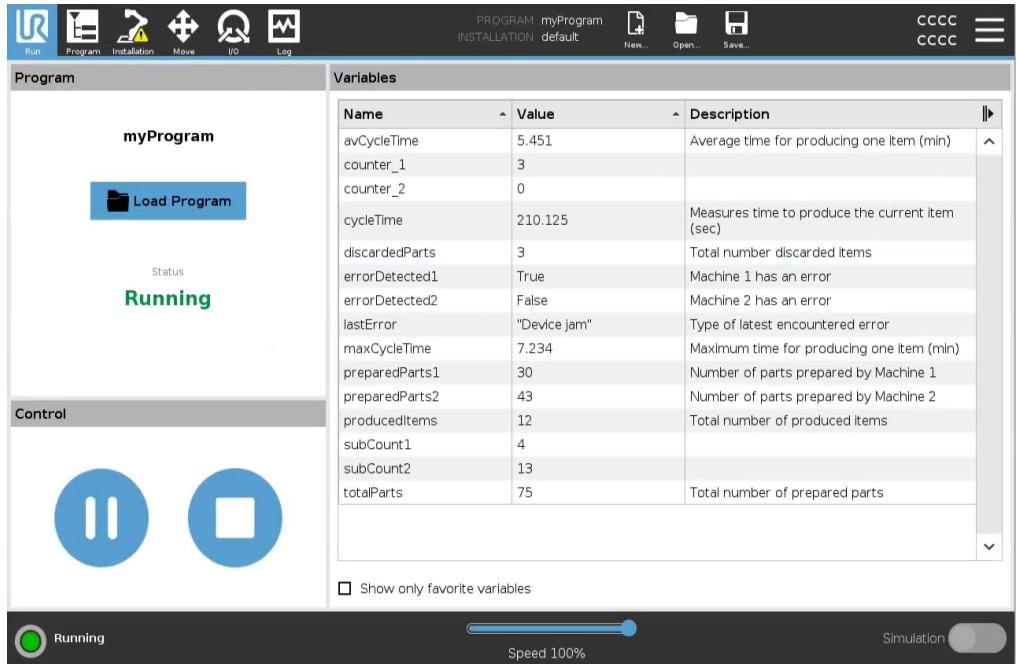 UR
Run Program Installation Move I/O Log
PROGRAM myProgram
INSTALLATION default
New... Open... Save...
CCCC
CCCC
Program
myProgram
Load Program
Status
Running
Control
Variables
Name Value Description
avCycleTime 5.451 Average time for producing one item (min)
counter_1 3
counter_2 0
cycleTime 210.125 Measures time to produce the current item
(sec)
discardedParts 3 Total number discarded items
errorDetected1 True Machine 1 has an error
errorDetected2 False Machine 2 has an error
lastError "Device jam" Type of latest encountered error
maxCycleTime 7.234 Maximum time for producing one item (min)
preparedParts1 30 Number of parts prepared by Machine 1
preparedParts2 43 Number of parts prepared by Machine 2
producedItems 12 Total number of produced items
subCount1 4
subCount2 13
totalParts 75 Total number of prepared parts
Show only favorite variables
Running
Speed 100%
Simulation